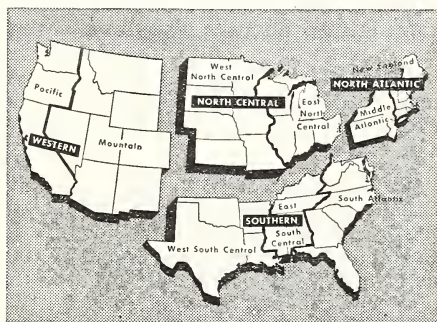 Pacific
WESTERN
Mountain
West
North Central
NORTH CENTRAL
East
North
Central
New England
NORTH ATLANTIC
Middle
Atlantic
SOUTHERN
East
South
Central
South Atlantic
West South Central